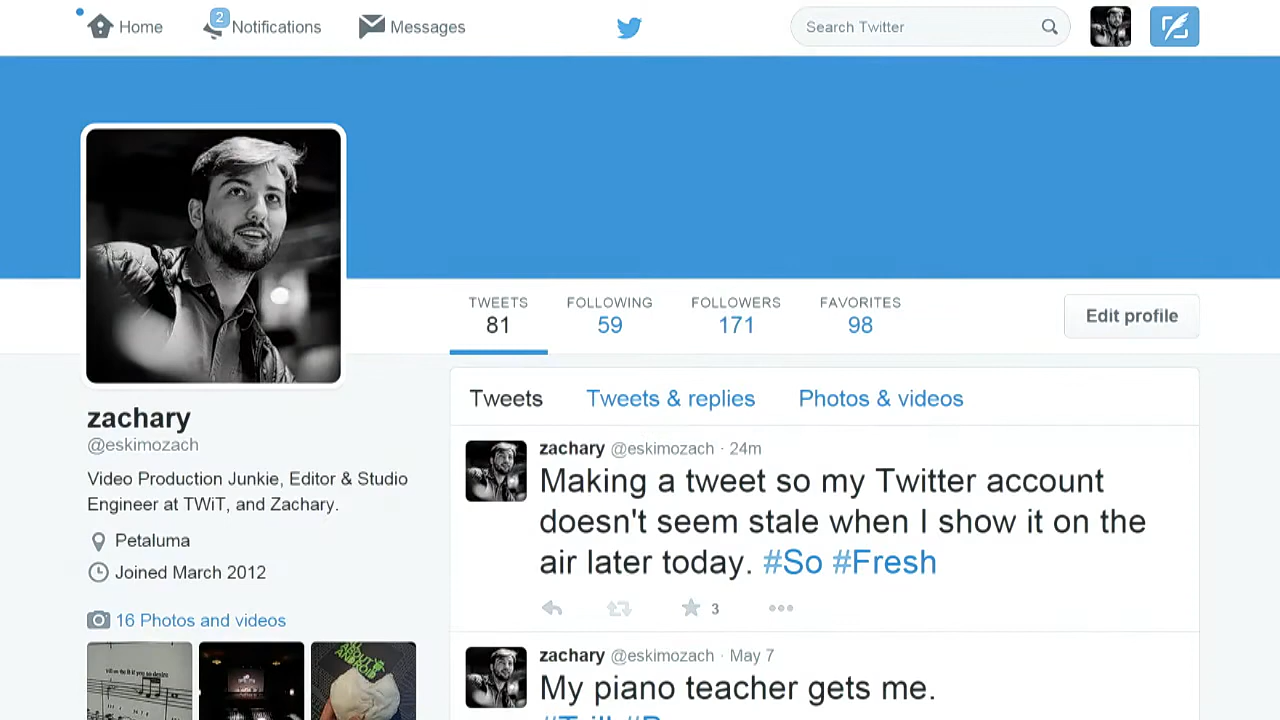 Home
2
Notifications
Messages
Search Twitter
TWEETS
81
FOLLOWING
59
FOLLOWERS
171
FAVORITES
98
Edit profile
zachary
@eskimozach
Video Production Junkie, Editor & Studio
Engineer at TWiT, and Zachary.
Petaluma
Joined March 2012
16 Photos and videos
Tweets
Tweets & replies
Photos & videos
zachary @eskimozach · 24m
Making a tweet so my Twitter account
doesn't seem stale when I show it on the
air later today. #So #Fresh
3
zachary @eskimozach · May 7
My piano teacher gets me.